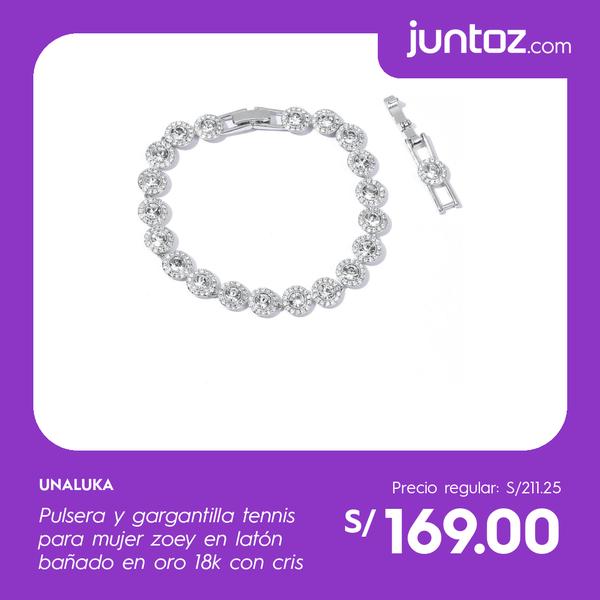 juntoz.com
UNALUKA
Pulsera y gargantilla tennis
para mujer zoey en latón
bañado en oro 18k con cris
Precio regular: S/211.25
S/169.00